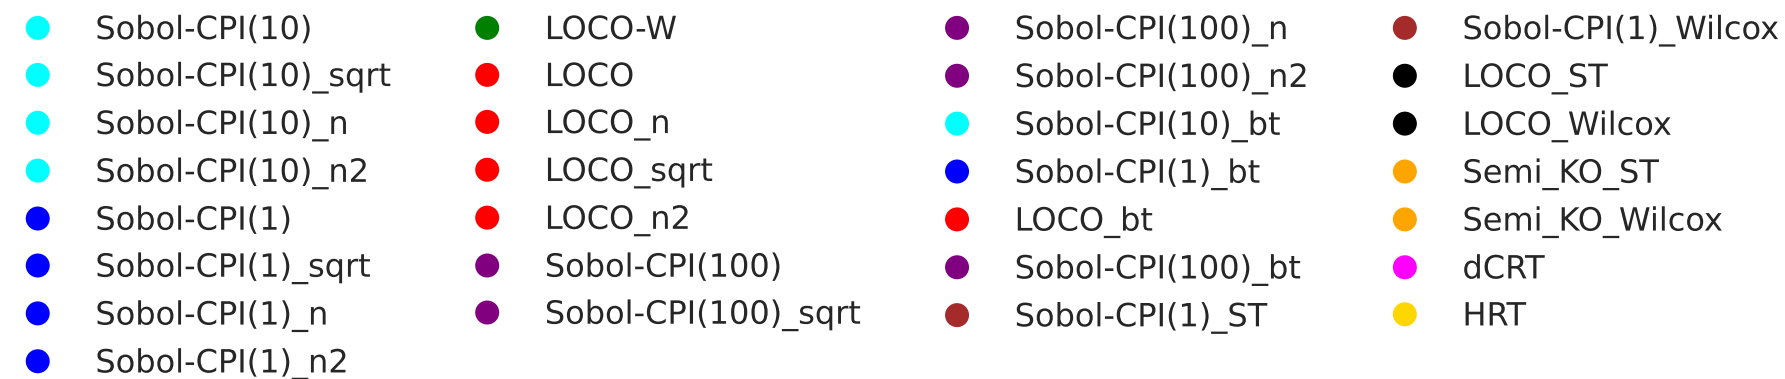 Sobol-CPI(10)
Sobol-CPI(10)_sqrt
Sobol-CPI(10)_n
Sobol-CPI(10)_n2
Sobol-CPI(1)
Sobol-CPI(1)_sqrt
Sobol-CPI(1)_n
Sobol-CPI(1)_n2
LOCO-W
LOCO
LOCO_n
LOCO_sqrt
LOCO_n2
Sobol-CPI(100)
Sobol-CPI(100)_sqrt
Sobol-CPI(100)_n
Sobol-CPI(100)_n2
Sobol-CPI(10)_bt
Sobol-CPI(1)_bt
LOCO_bt
Sobol-CPI(100)_bt
Sobol-CPI(1)_ST
Sobol-CPI(1)_Wilcox
LOCO_ST
LOCO_Wilcox
Semi_KO_ST
Semi_KO_Wilcox
dCRT
HRT